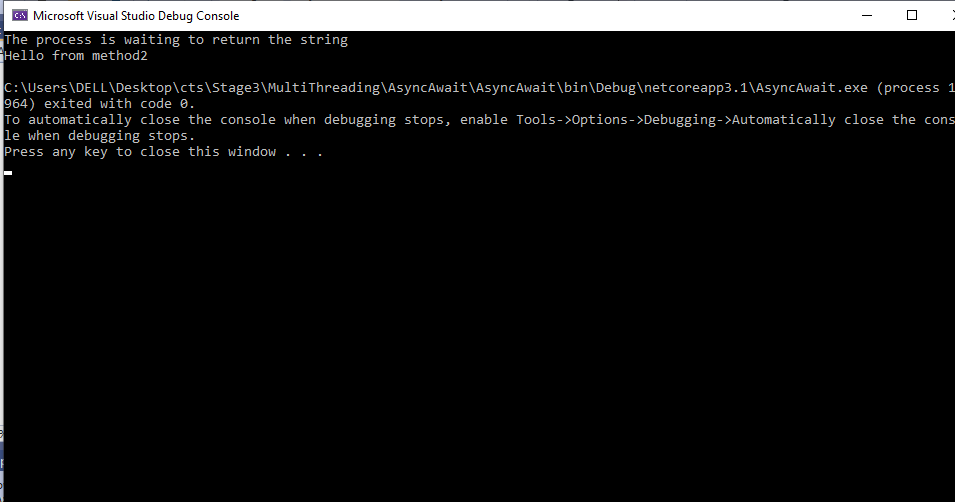 Microsoft Visual Studio Debug Console
The process is waiting to return the string
Hello from method2
C:\Users\DELL\Desktop\cts\Stage3\MultiThreading\AsyncAwait\AsyncAwait\bin\Debug\netcoreapp3.1\AsyncAwait.exe (process 1
964) exited with code 0.
To automatically close the console when debugging stops, enable Tools->Options->Debugging->Automatically close the cons
le when debugging stops.
Press any key to close this window . . .